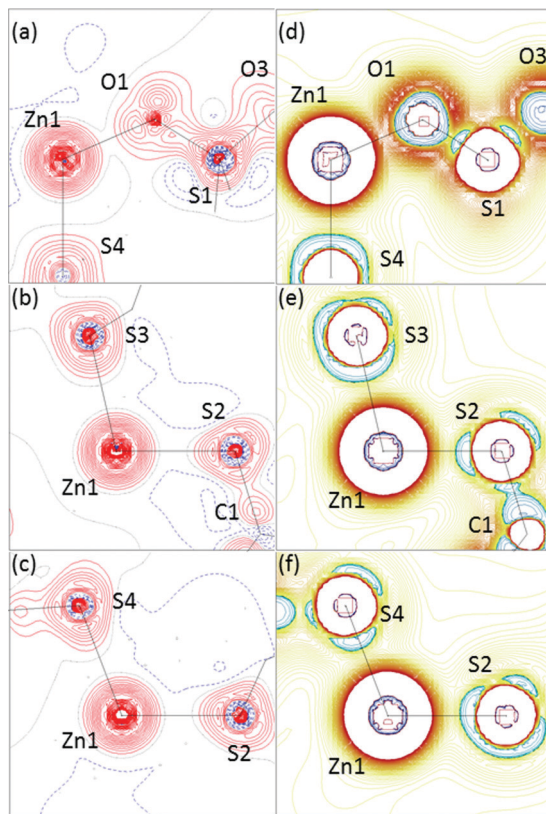 (a) O1 O3
Zn1
S1
S4
(d) O1 O3
Zn1
S1
S4
(b)
S3
S2
Zn1
C1
(e)
S3
S2
Zn1
C1
(c)
S4
Zn1
S2
(f)
S4
S2
Zn1